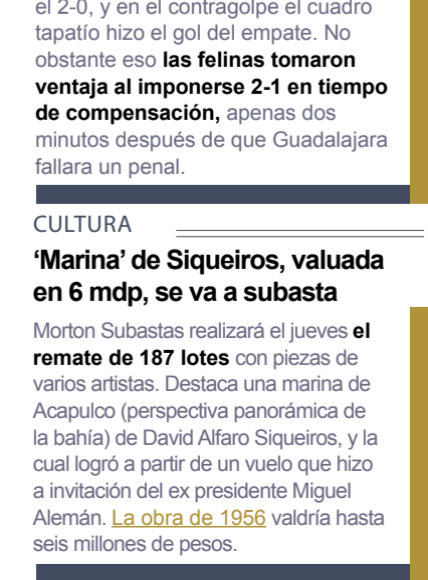 el 2-0, y en el contragolpe el cuadro
tapatío hizo el gol del empate. No
obstante eso las felinas tomaron
ventaja al imponerse 2-1 en tiempo
de compensación, apenas dos
minutos después de que Guadalajara
fallara un penal.
CULTURA
‘Marina’ de Siqueiros, valuada
en 6 mdp, se va a subasta
Morton Subastas realizará el jueves el
remate de 187 lotes con piezas de
varios artistas. Destaca una marina de
Acapulco (perspectiva panorámica de
la bahía) de David Alfaro Siqueiros, y la
cual logró a partir de un vuelo que hizo
a invitación del ex presidente Miguel
Alemán. La obra de 1956 valdría hasta
seis millones de pesos.